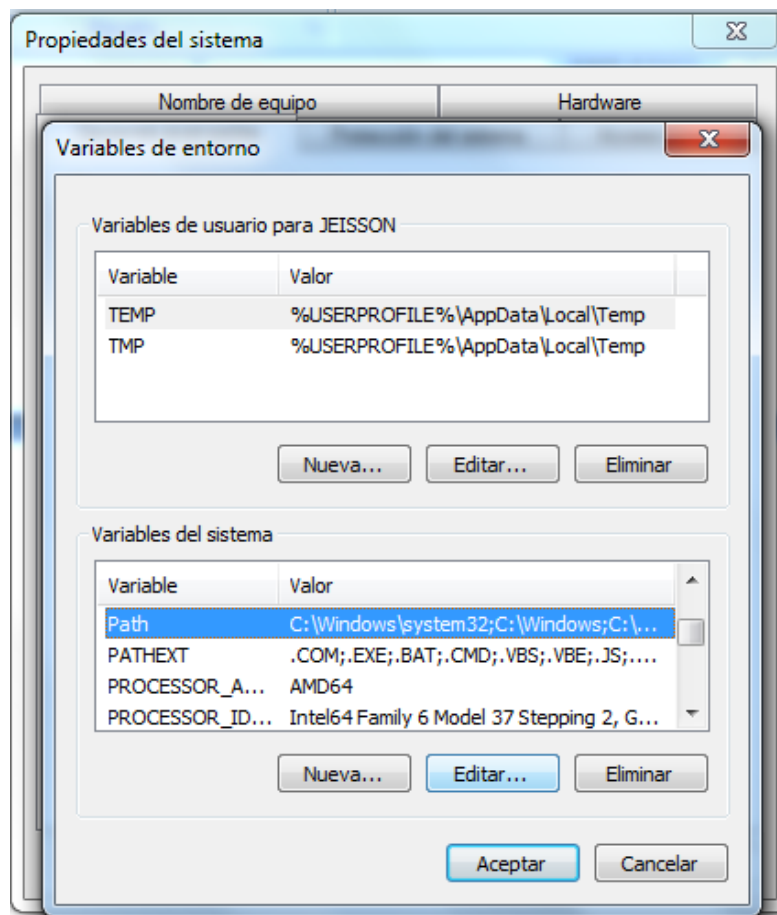 Propiedades del sistema
Nombre de equipo Hardware
Variables de entorno
Variables de usuario para JEISSON
Variable Valor
TEMP %USERPROFILE%\AppData\Local\Temp
TMP %USERPROFILE%\AppData\Local\Temp
Nueva... Editar... Eliminar
Variables del sistema
Variable Valor
Path C:\Windows\system32;C:\Windows;C:\...
PATHEXT .COM;.EXE;.BAT;.CMD;.VBS;.VBE;.JS;....
PROCESSOR_A... AMD64
PROCESSOR_ID... Intel64 Family 6 Model 37 Stepping 2, G...
Nueva... Editar... Eliminar
Aceptar Cancelar